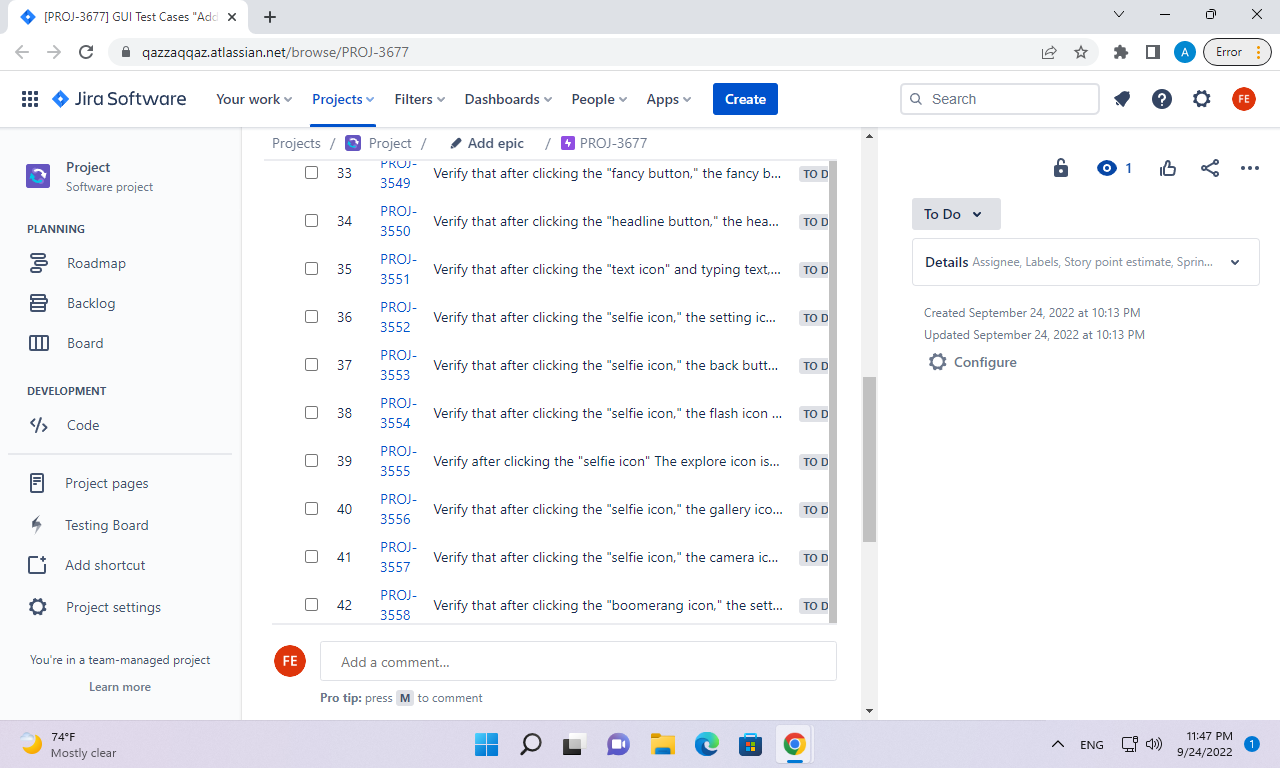 [PROJ-3677] GUI Test Cases "Add
qazzaqqaz.atlassian.net/browse/PROJ-3677
A
Error
Jira Software
Your work
Projects
Filters
Dashboards
People
Apps
Create
Search
FE
Project
Software project
PLANNING
Roadmap
Backlog
Board
DEVELOPMENT
Code
Project pages
Testing Board
Add shortcut
Project settings
You're in a team-managed project
Learn more
Projects / Project / Add epic / PROJ-3677
33 PROJ-3549 Verify that after clicking the "fancy button," the fancy b... TO D
34 PROJ-3550 Verify that after clicking the "headline button," the hea... TO D
35 PROJ-3551 Verify that after clicking the "text icon" and typing text,... TO D
36 PROJ-3552 Verify that after clicking the "selfie icon," the setting ic... TO D
37 PROJ-3553 Verify that after clicking the "selfie icon," the back butt... TO D
38 PROJ-3554 Verify that after clicking the "selfie icon," the flash icon ... TO D
39 PROJ-3555 Verify after clicking the "selfie icon" The explore icon is... TO D
40 PROJ-3556 Verify that after clicking the "selfie icon," the gallery ico... TO D
41 PROJ-3557 Verify that after clicking the "selfie icon," the camera ic... TO D
42 PROJ-3558 Verify that after clicking the "boomerang icon," the sett... TO D
FE
Add a comment...
Pro tip: press M to comment
1
To Do
Details Assignee, Labels, Story point estimate, Sprin...
Created September 24, 2022 at 10:13 PM
Updated September 24, 2022 at 10:13 PM
Configure
74°F
Mostly clear
ENG
11:47 PM
9/24/2022
1